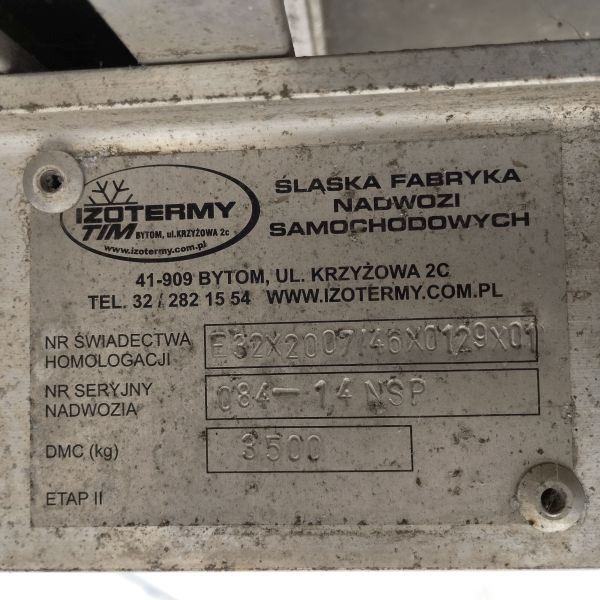 IZOTERMY
TIM BYTOM, ul. KRZYŻOWA 2c
www.izotermy.com.pl
ŚLĄSKA FABRYKA
NADWOZI
SAMOCHODOWYCH
41-909 BYTOM, UL. KRZYŻOWA 2C
TEL. 32 / 282 15 54 WWW.IZOTERMY.COM.PL
NR ŚWIADECTWA
HOMOLOGACJI E32X2007/46X0129X01
NR SERYJNY
NADWOZIA 084-14 NSP
DMC (kg) 3500
ETAP II